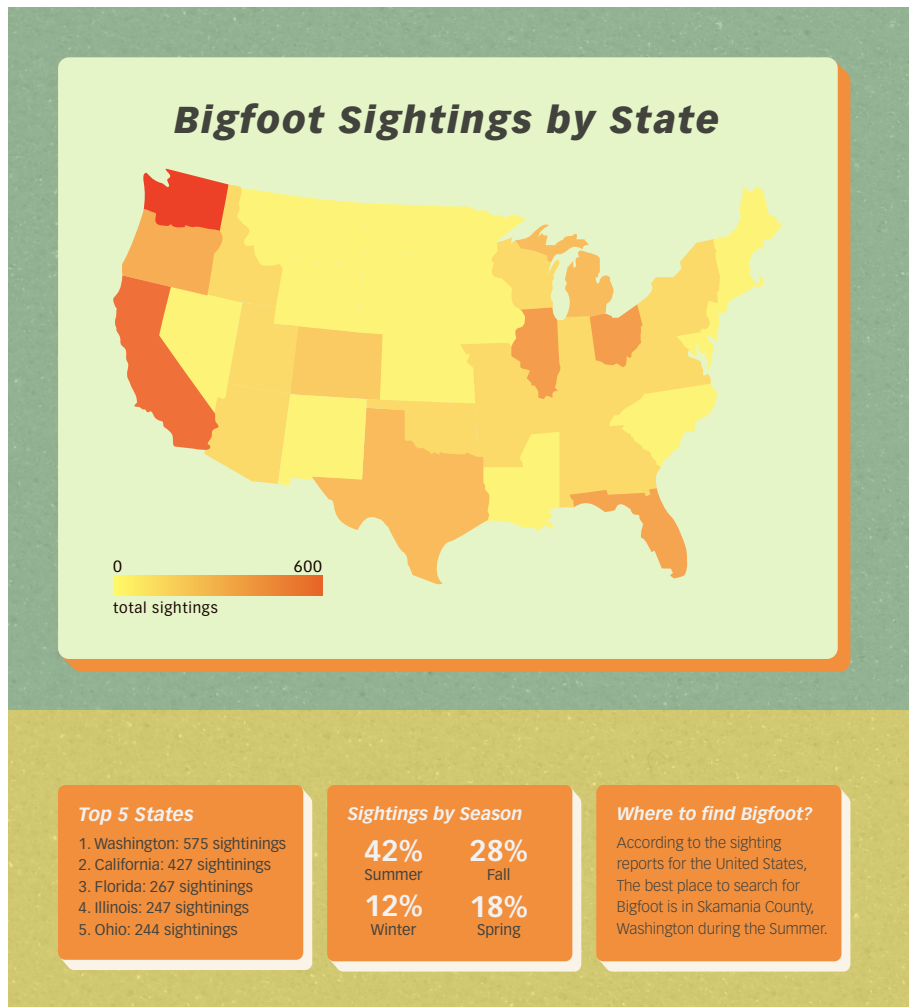 Bigfoot Sightings by State
0 600
total sightings
Top 5 States
1. Washington: 575 sightinings
2. California: 427 sightinings
3. Florida: 267 sightinings
4. Illinois: 247 sightinings
5. Ohio: 244 sightinings
Sightings by Season
42% 28%
Summer Fall
12% 18%
Winter Spring
Where to find Bigfoot?
According to the sighting
reports for the United States,
The best place to search for
Bigfoot is in Skamania County,
Washington during the Summer.